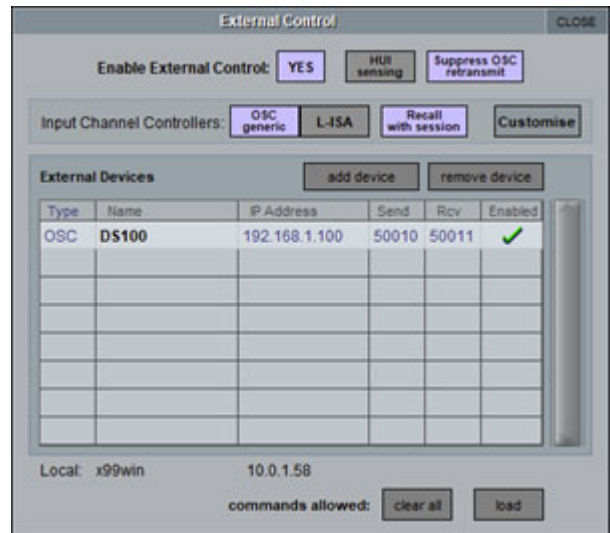 External Control
CLOSE
Enable External Control: YES
HUI sensing
Suppress OSC retransmit
Input Channel Controllers:
OSC generic
L-ISA
Recall with session
Customise
External Devices
add device
remove device
Type Name IP Address Send Rcv Enabled
OSC DS100 192.168.1.100 50010 50011
Local: x99win 10.0.1.58
commands allowed: clear all load